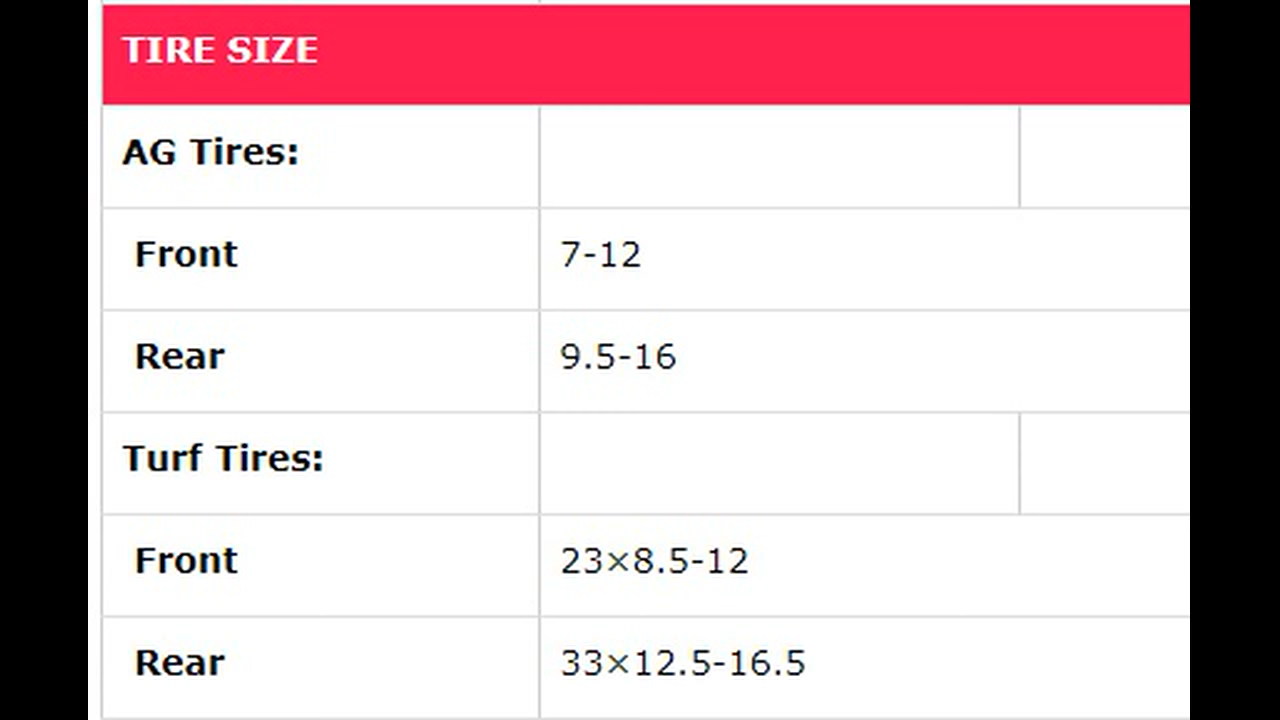 TIRE SIZE
AG Tires:
Front 7-12
Rear 9.5-16
Turf Tires:
Front 23×8.5-12
Rear 33×12.5-16.5